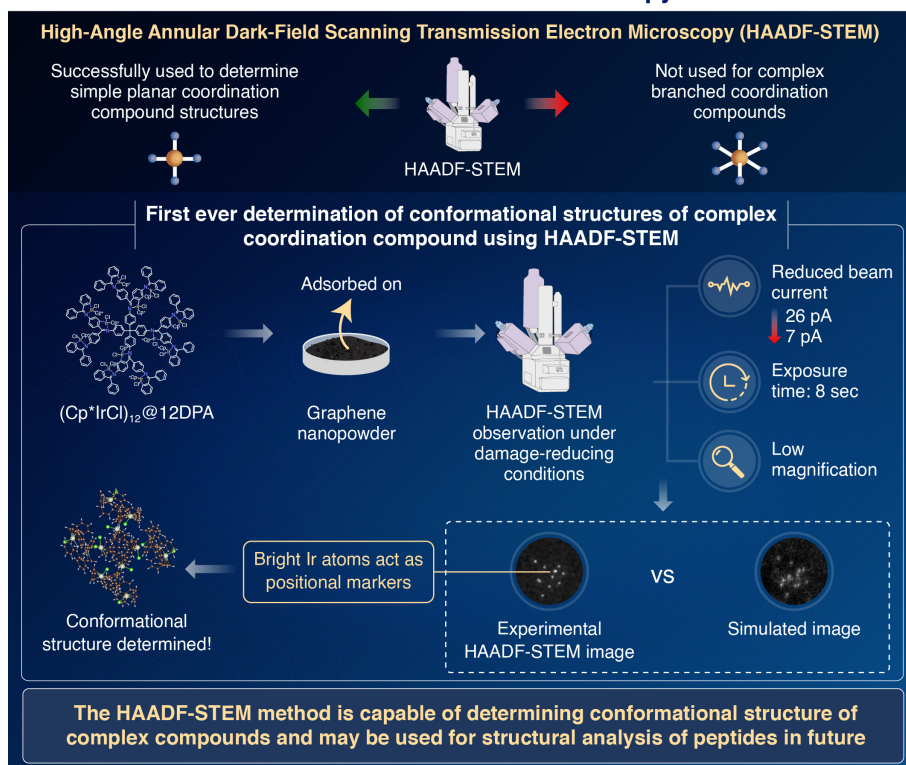 High-Angle Annular Dark-Field Scanning Transmission Electron Microscopy (HAADF-STEM)
Successfully used to determine
simple planar coordination
compound structures
HAADF-STEM
Not used for complex
branched coordination
compounds
First ever determination of conformational structures of complex
coordination compound using HAADF-STEM
(Cp*IrCl)₁₂@12DPA
Adsorbed on
Graphene
nanopowder
HAADF-STEM
observation under
damage-reducing
conditions
Reduced beam
current
26 pA
7 pA
Exposure
time: 8 sec
Low
magnification
Experimental
HAADF-STEM image
vs
Simulated image
Bright Ir atoms act as
positional markers
Conformational
structure determined!
The HAADF-STEM method is capable of determining conformational structure of
complex compounds and may be used for structural analysis of peptides in future